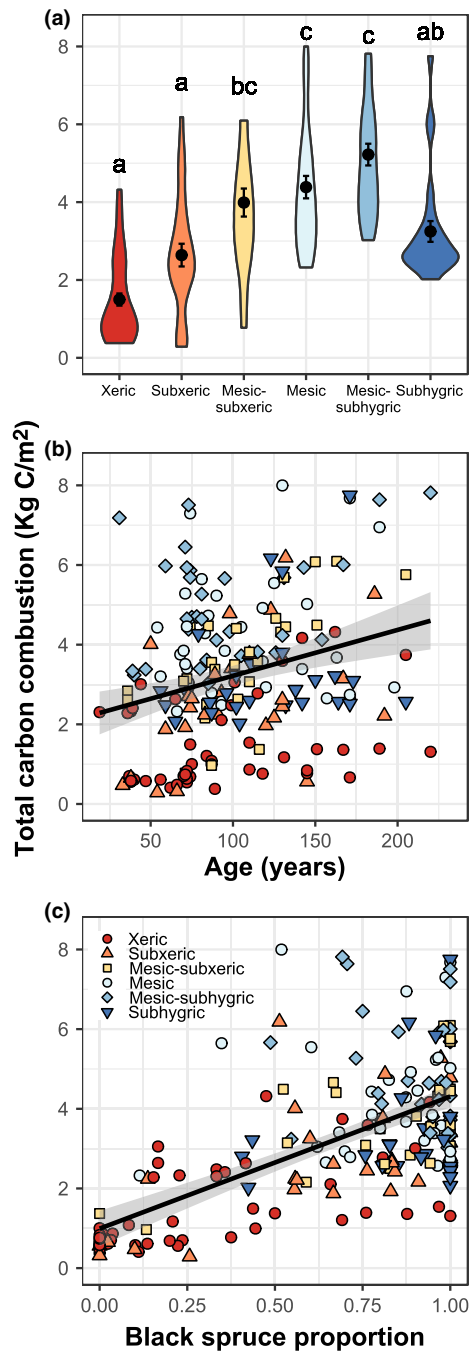 (a)
a
a
bc
c
c
ab
8
6
4
2
0
Xeric
Subxeric
Mesic-
subxeric
Mesic
Mesic-
subhygric
Subhygric
Total carbon combustion (Kg C/m²)
(b)
8
6
4
2
0
50
100
150
200
Age (years)
(c)
Xeric
Subxeric
Mesic-subxeric
Mesic
Mesic-subhygric
Subhygric
8
6
4
2
0
0.00
0.25
0.50
0.75
1.00
Black spruce proportion